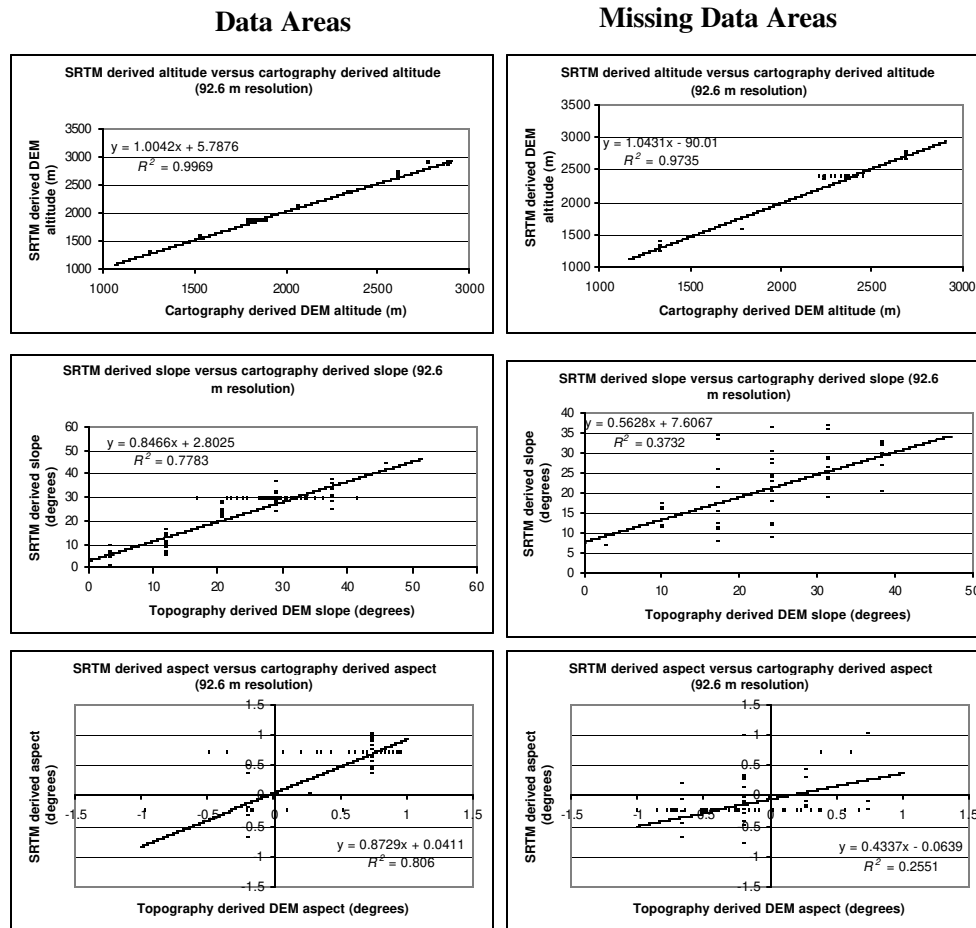 Data Areas
Missing Data Areas
SRTM derived altitude versus cartography derived altitude
(92.6 m resolution)
3500
3000
2500
2000
1500
1000
y = 1.0042x + 5.7876
R² = 0.9969
SRTM derived DEM
altitude (m)
1000 1500 2000 2500 3000
Cartography derived DEM altitude (m)
SRTM derived altitude versus cartography derived altitude
(92.6 m resolution)
3500
3000
2500
2000
1500
1000
y = 1.0431x - 90.01
R² = 0.9735
SRTM derived DEM
altitude (m)
1000 1500 2000 2500 3000
Cartography derived DEM altitude (m)
SRTM derived slope versus cartography derived slope (92.6
m resolution)
60
50
40
30
20
10
0
y = 0.8466x + 2.8025
R² = 0.7783
SRTM derived slope
(degrees)
0 10 20 30 40 50 60
Topography derived DEM slope (degrees)
SRTM derived slope versus cartography derived slope (92.6
m resolution)
40
35
30
25
20
15
10
5
0
y = 0.5628x + 7.6067
R² = 0.3732
SRTM derived slope
(degrees)
0 10 20 30 40 50
Topography derived DEM slope (degrees)
SRTM derived aspect versus cartography derived aspect
(92.6 m resolution)
1.5
1
0.5
0
-0.5
-1
-1.5
-1.5 -1 -0.5 0 0.5 1 1.5
y = 0.8729x + 0.0411
R² = 0.806
SRTM derived aspect
(degrees)
Topography derived DEM aspect (degrees)
SRTM derived aspect versus cartography derived aspect
(92.6 m resolution)
1.5
1
0.5
0
-0.5
-1
-1.5
-1.5 -1 -0.5 0 0.5 1 1.5
y = 0.4337x - 0.0639
R² = 0.2551
SRTM derived aspect
(degrees)
Topography derived DEM aspect (degrees)